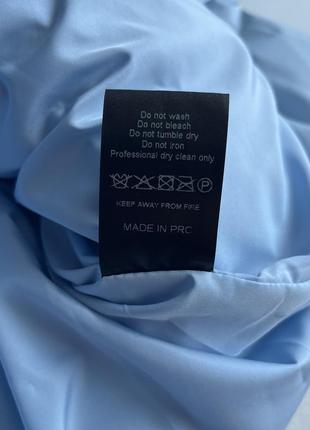 Do not wash
Do not bleach
Do not tumble dry
Do not iron
Professional dry clean only
P
KEEP AWAY FROM FIRE
MADE IN PRC